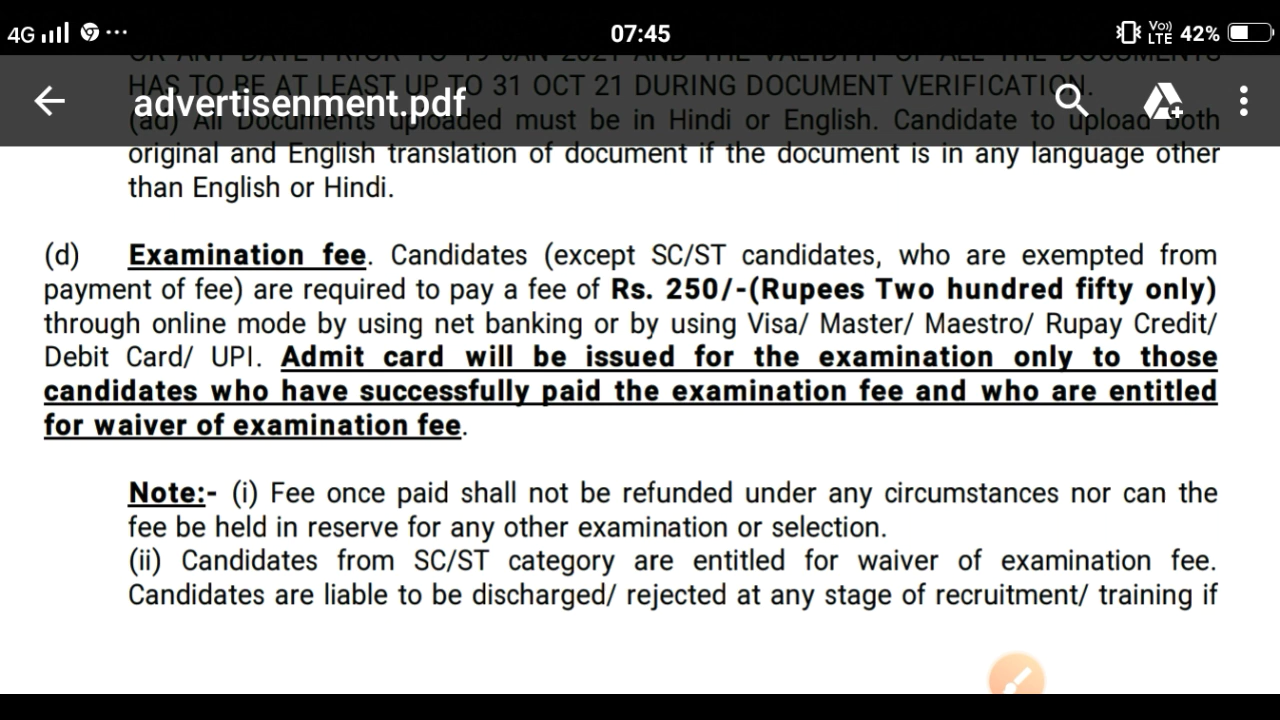 4G ...
07:45
Vo)) LTE 42%
HAS TO BE AT LEAST UP TO 31 OCT 21 DURING DOCUMENT VERIFICATION.
advertisenment.pdf
(ad) All Documents uploaded must be in Hindi or English. Candidate to upload both
original and English translation of document if the document is in any language other
than English or Hindi.
(d) Examination fee. Candidates (except SC/ST candidates, who are exempted from
payment of fee) are required to pay a fee of Rs. 250/-(Rupees Two hundred fifty only)
through online mode by using net banking or by using Visa/ Master/ Maestro/ Rupay Credit/
Debit Card/ UPI. Admit card will be issued for the examination only to those
candidates who have successfully paid the examination fee and who are entitled
for waiver of examination fee.
Note:- (i) Fee once paid shall not be refunded under any circumstances nor can the
fee be held in reserve for any other examination or selection.
(ii) Candidates from SC/ST category are entitled for waiver of examination fee.
Candidates are liable to be discharged/ rejected at any stage of recruitment/ training if